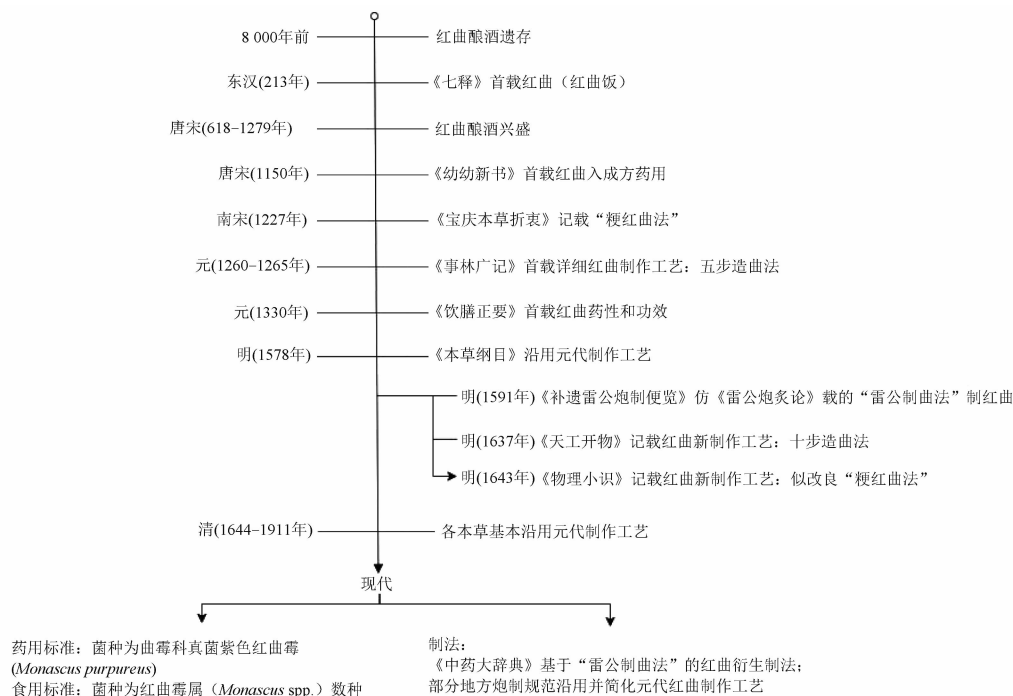 8 000年前 红曲酿酒遗存
东汉(213年) 《七释》首载红曲（红曲饭）
唐宋(618–1279年) 红曲酿酒兴盛
唐宋(1150年) 《幼幼新书》首载红曲入成方药用
南宋(1227年) 《宝庆本草折衷》记载“粳红曲法”
元(1260–1265年) 《事林广记》首载详细红曲制作工艺：五步造曲法
元(1330年) 《饮膳正要》首载红曲药性和功效
明(1578年) 《本草纲目》沿用元代制作工艺
明(1591年)《补遗雷公炮制便览》仿《雷公炮炙论》载的“雷公制曲法”制红曲
明(1637年)《天工开物》记载红曲新制作工艺：十步造曲法
明(1643年)《物理小识》记载红曲新制作工艺：似改良“粳红曲法”
清(1644–1911年) 各本草基本沿用元代制作工艺
现代
药用标准：菌种为曲霉科真菌紫色红曲霉
(Monascus purpureus)
食用标准：菌种为红曲霉属（Monascus spp.）数种
制法：
《中药大辞典》基于“雷公制曲法”的红曲衍生制法；
部分地方炮制规范沿用并简化元代红曲制作工艺